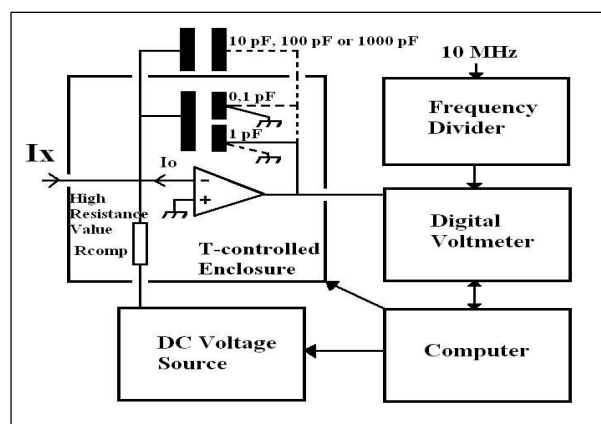 10 pF, 100 pF or 1000 pF
10 MHz
0,1 pF
1 pF
Frequency
Divider
Ix
Io
-
+
High
Resistance
Value
Rcomp
T-controlled
Enclosure
Digital
Voltmeter
DC Voltage
Source
Computer